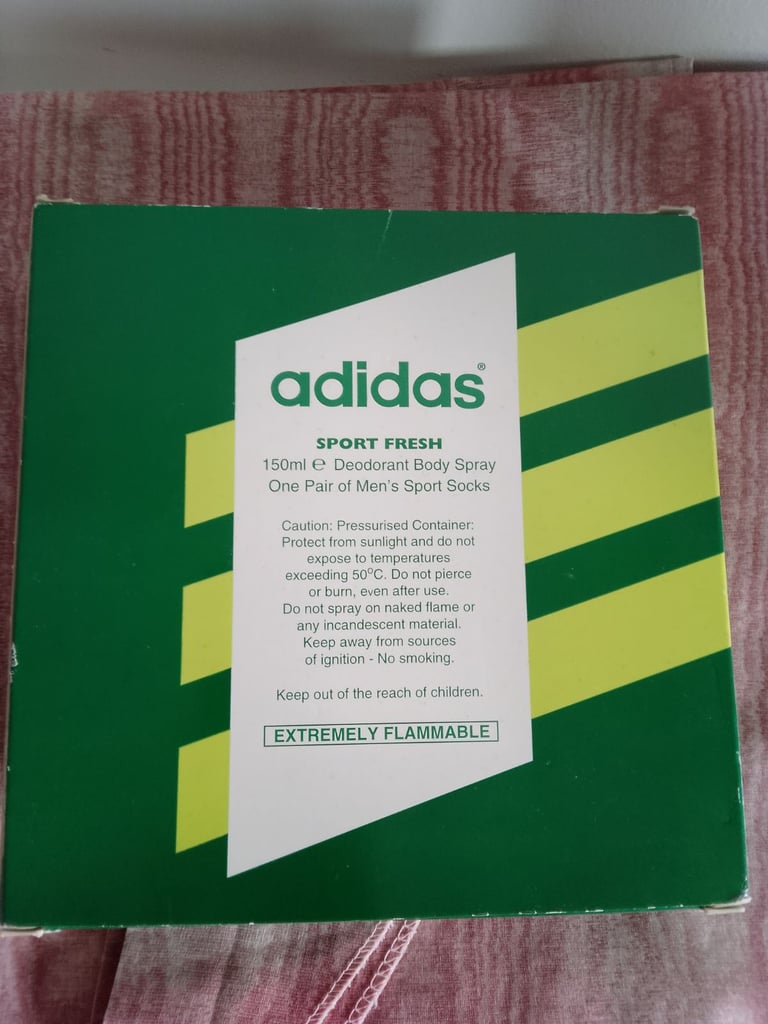 adidas®
SPORT FRESH
150ml ℮ Deodorant Body Spray
One Pair of Men's Sport Socks
Caution: Pressurised Container:
Protect from sunlight and do not
expose to temperatures
exceeding 50°C. Do not pierce
or burn, even after use.
Do not spray on naked flame or
any incandescent material.
Keep away from sources
of ignition - No smoking.
Keep out of the reach of children.
EXTREMELY FLAMMABLE